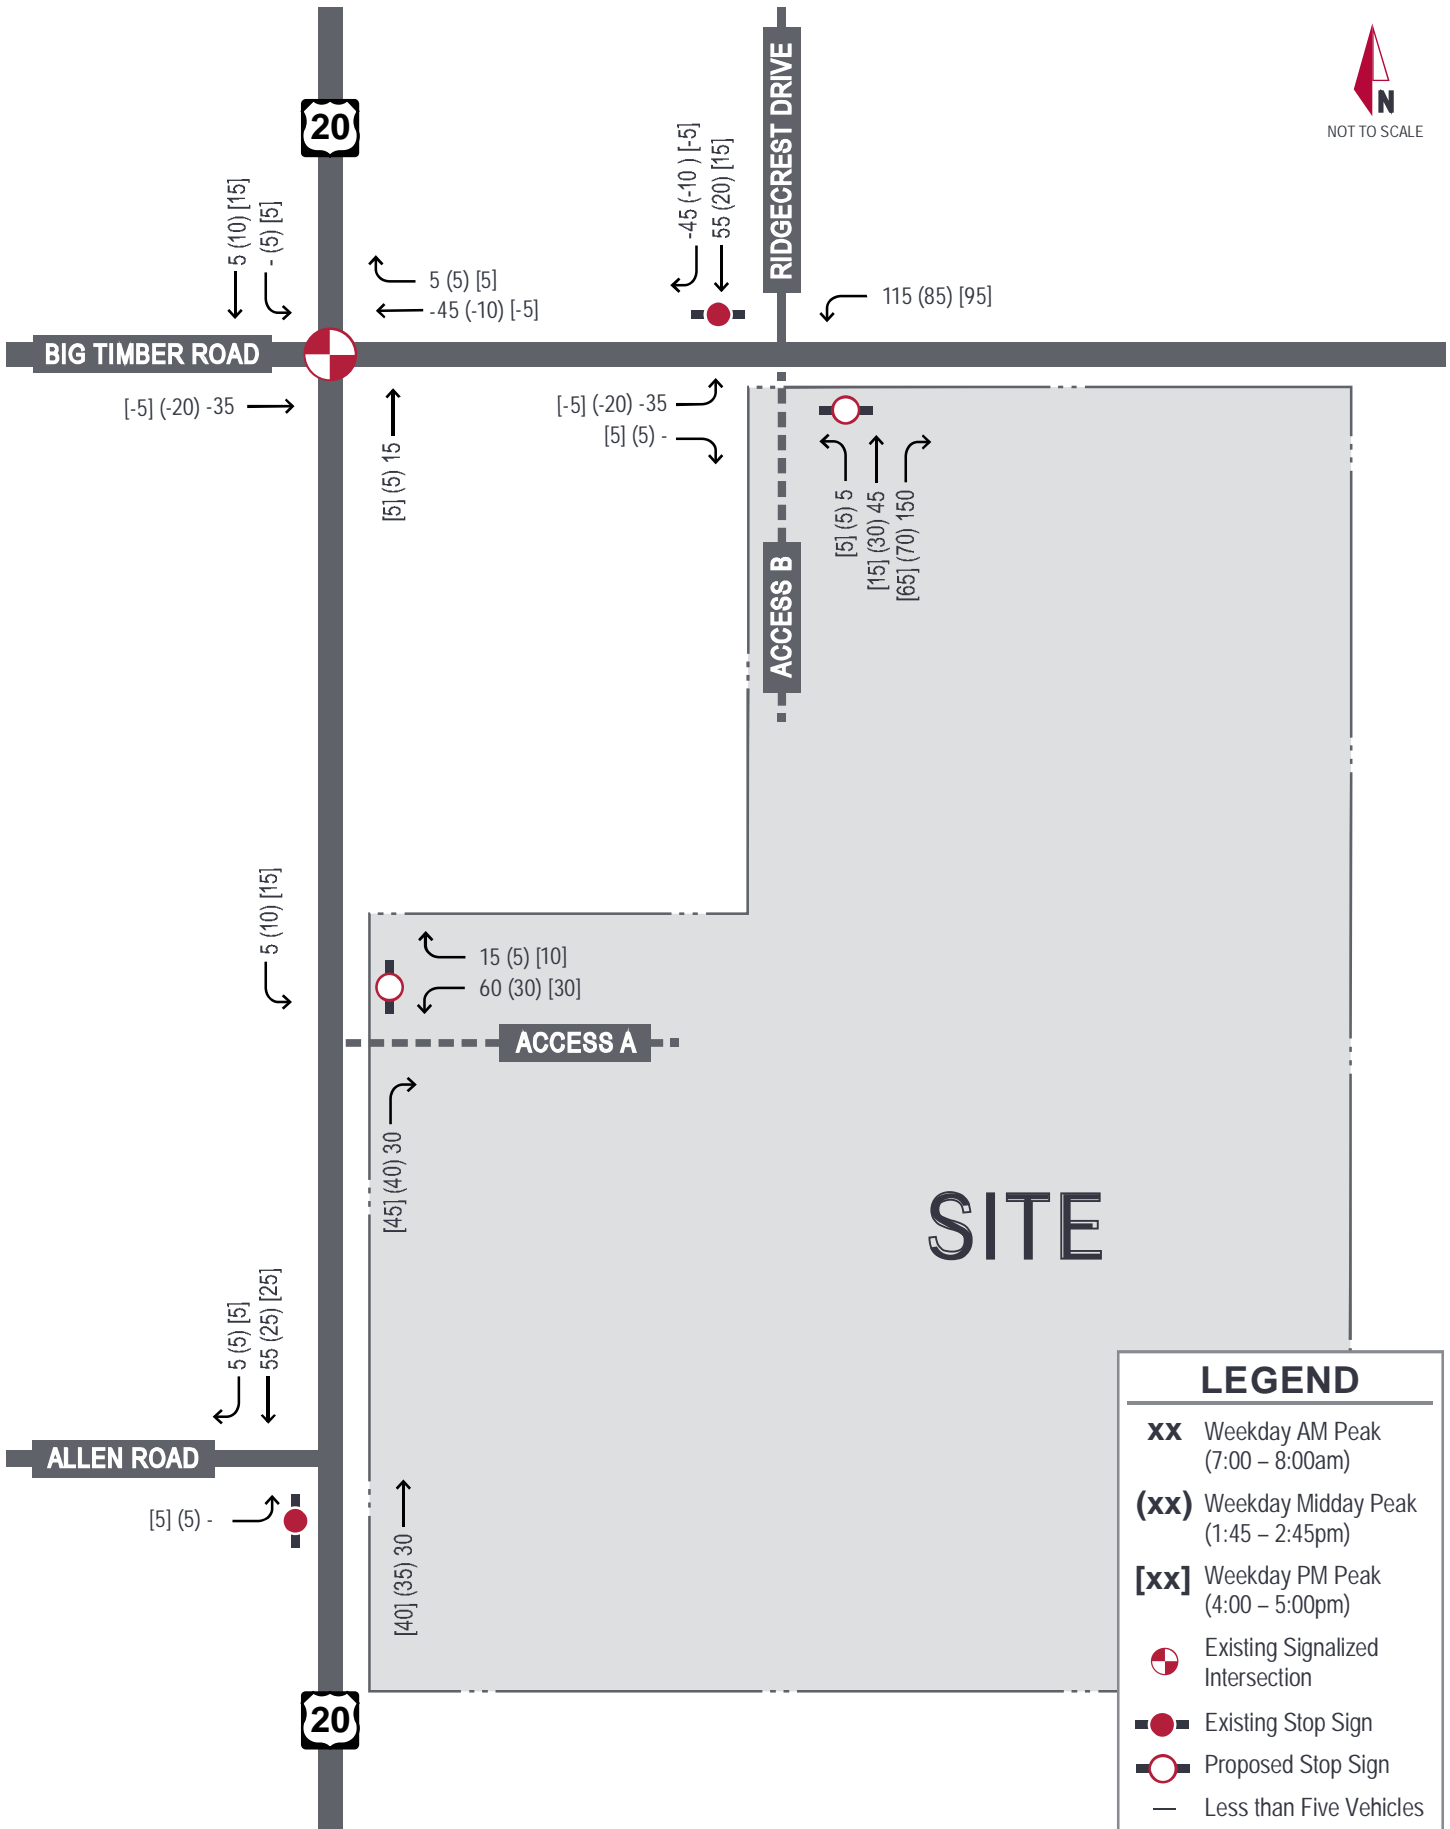 20
RIDGECREST DRIVE
N
NOT TO SCALE
5 (10) [15]
- (5) [5]
5 (5) [5]
-45 (-10) [-5]
-45 (-10 ) [-5]
55 (20) [15]
115 (85) [95]
BIG TIMBER ROAD
[-5] (-20) -35
[5] (5) 15
[-5] (-20) -35
[5] (5) -
[5] (5) 5
[15] (30) 45
[65] (70) 150
ACCESS B
5 (10) [15]
15 (5) [10]
60 (30) [30]
ACCESS A
[45] (40) 30
SITE
5 (5) [5]
55 (25) [25]
ALLEN ROAD
[5] (5) -
[40] (35) 30
20
LEGEND
xx Weekday AM Peak
(7:00 – 8:00am)
(xx) Weekday Midday Peak
(1:45 – 2:45pm)
[xx] Weekday PM Peak
(4:00 – 5:00pm)
Existing Signalized
Intersection
Existing Stop Sign
Proposed Stop Sign
— Less than Five Vehicles